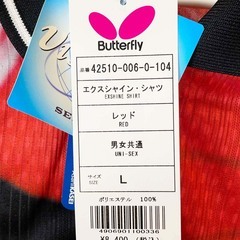 Butterfly
品番 42510-006-0-104
エクスシャイン・シャツ
EXSHINE SHIRT
レッド
RED
男女共通
UNI-SEX
サイズ
SIZE
L
ポリエステル 100%
4906901100336